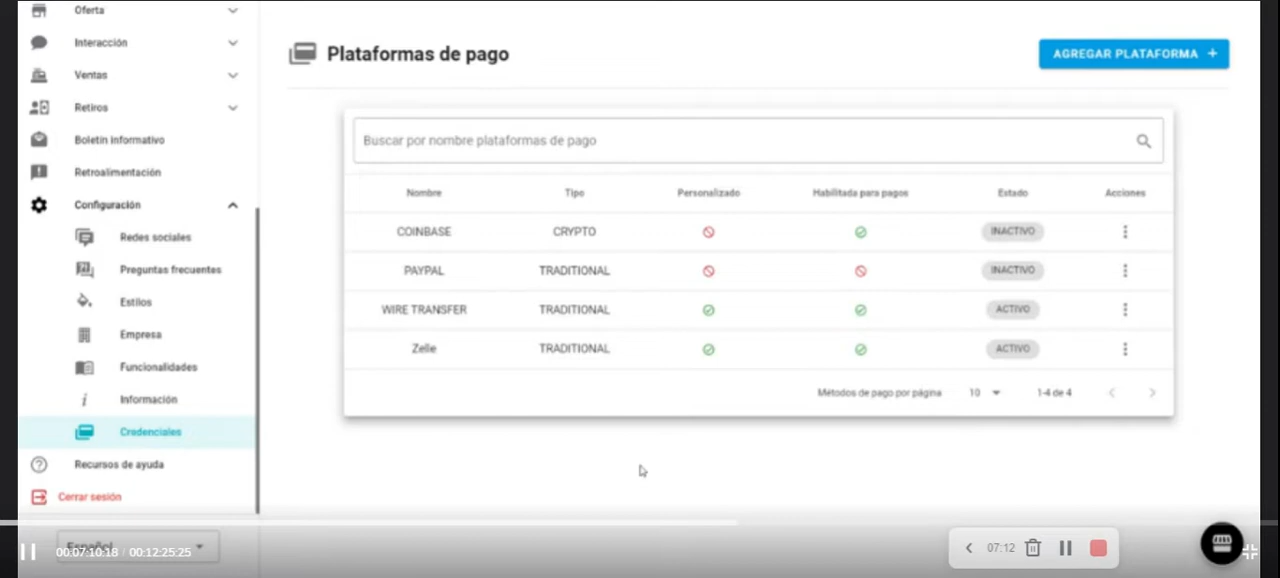 Oferta
Interacción
Ventas
Retiros
Boletín informativo
Retroalimentación
Configuración
Redes sociales
Preguntas frecuentes
Estilos
Empresa
Funcionalidades
Información
Credenciales
Recursos de ayuda
Cerrar sesión
Español
00:07:10:18 / 00:12:25:25
Plataformas de pago
AGREGAR PLATAFORMA +
Buscar por nombre plataformas de pago
Nombre Tipo Personalizado Habilitada para pagos Estado Acciones
COINBASE CRYPTO INACTIVO
PAYPAL TRADITIONAL INACTIVO
WIRE TRANSFER TRADITIONAL ACTIVO
Zelle TRADITIONAL ACTIVO
Métodos de pago por página 10 1-4 de 4
07:12